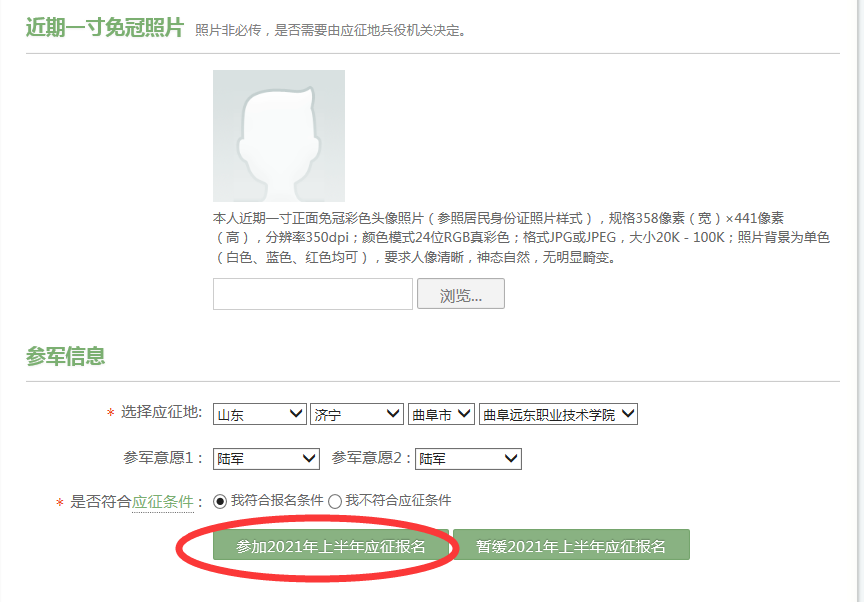 近期一寸免冠照片 照片非必传，是否需要由应征地兵役机关决定。
本人近期一寸正面免冠彩色头像照片（参照居民身份证照片样式），规格358像素（宽）×441像素
（高），分辨率350dpi；颜色模式24位RGB真彩色；格式JPG或JPEG，大小20K - 100K；照片背景为单色
（白色、蓝色、红色均可），要求人像清晰，神态自然，无明显畸变。
浏览...
参军信息
* 选择应征地: 山东 济宁 曲阜市 曲阜远东职业技术学院
参军意愿1： 陆军 参军意愿2： 陆军
* 是否符合应征条件： 我符合报名条件 我不符合应征条件
参加2021年上半年应征报名 暂缓2021年上半年应征报名